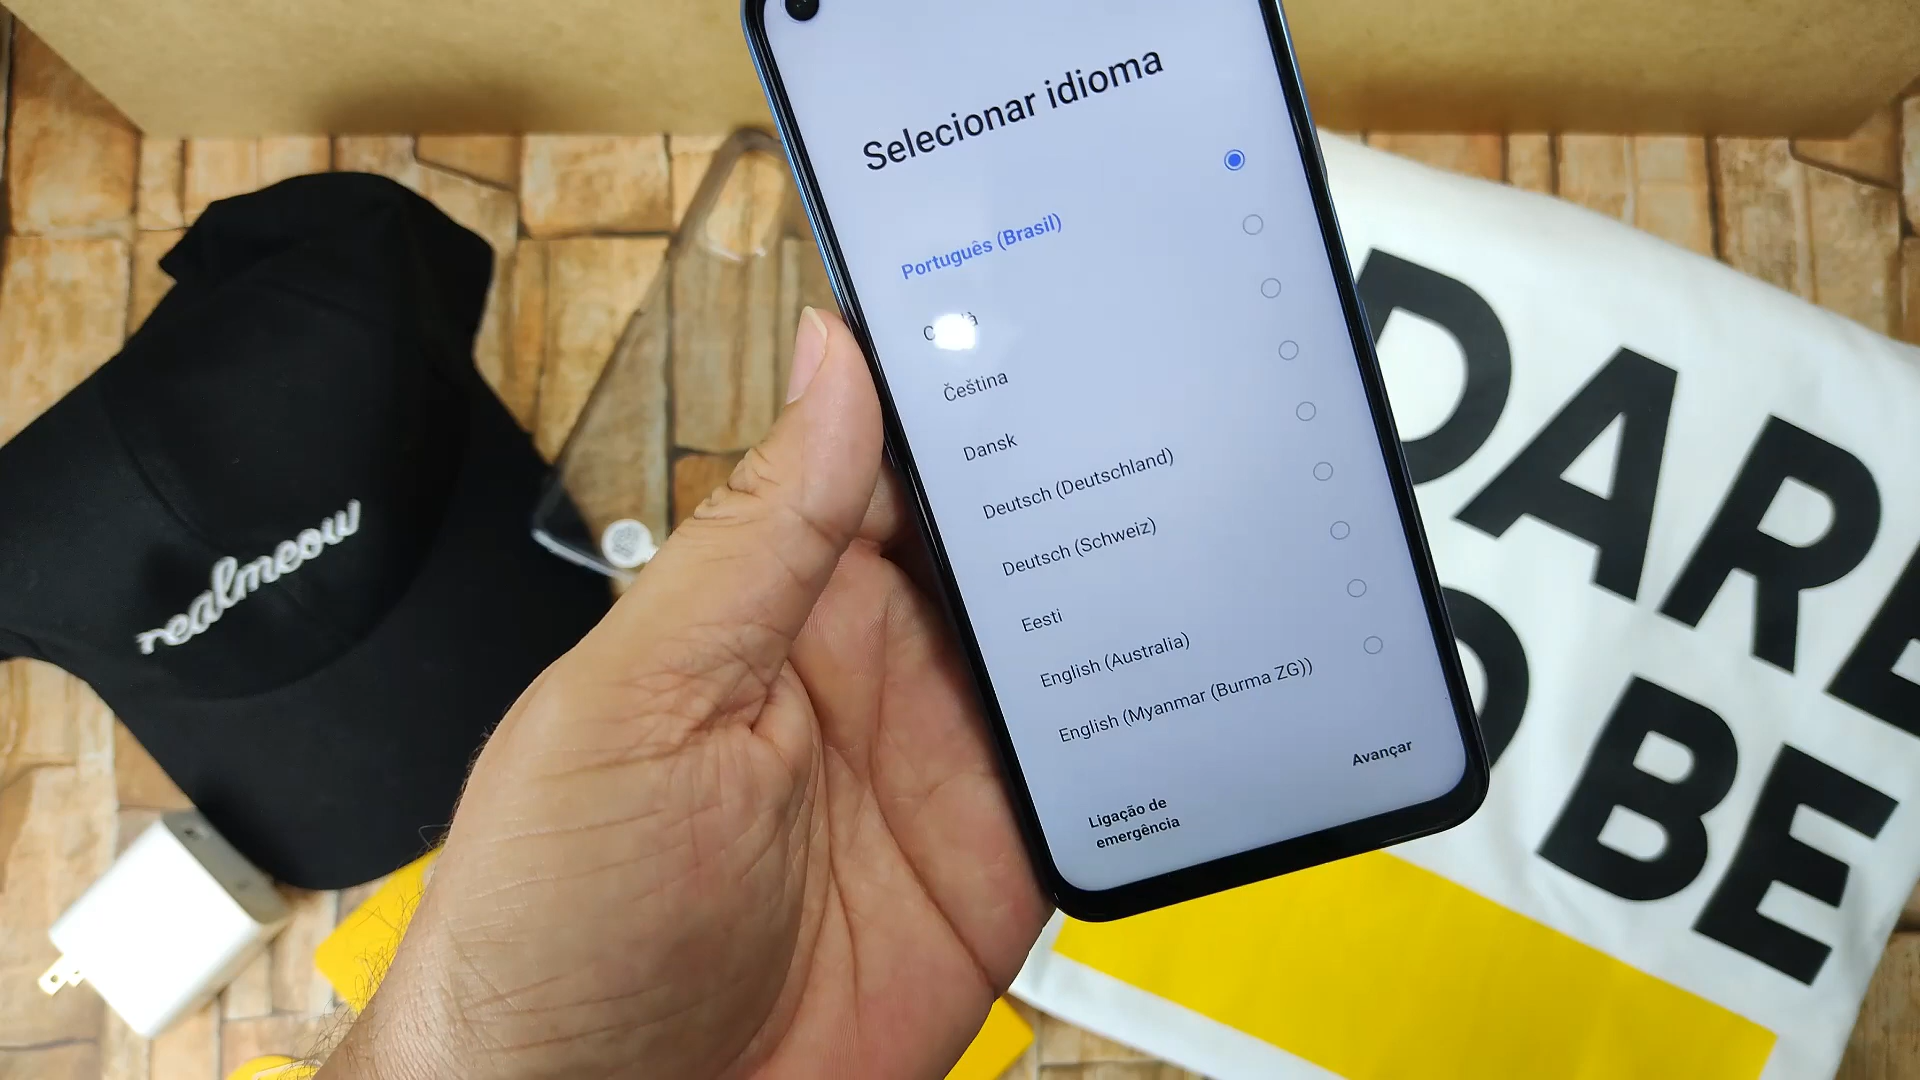 Selecionar idioma
Português (Brasil)
Čeština
Dansk
Deutsch (Deutschland)
Deutsch (Schweiz)
Eesti
English (Australia)
English (Myanmar (Burma ZG))
Avançar
Ligação de
emergência
realmeow
DARE
BE